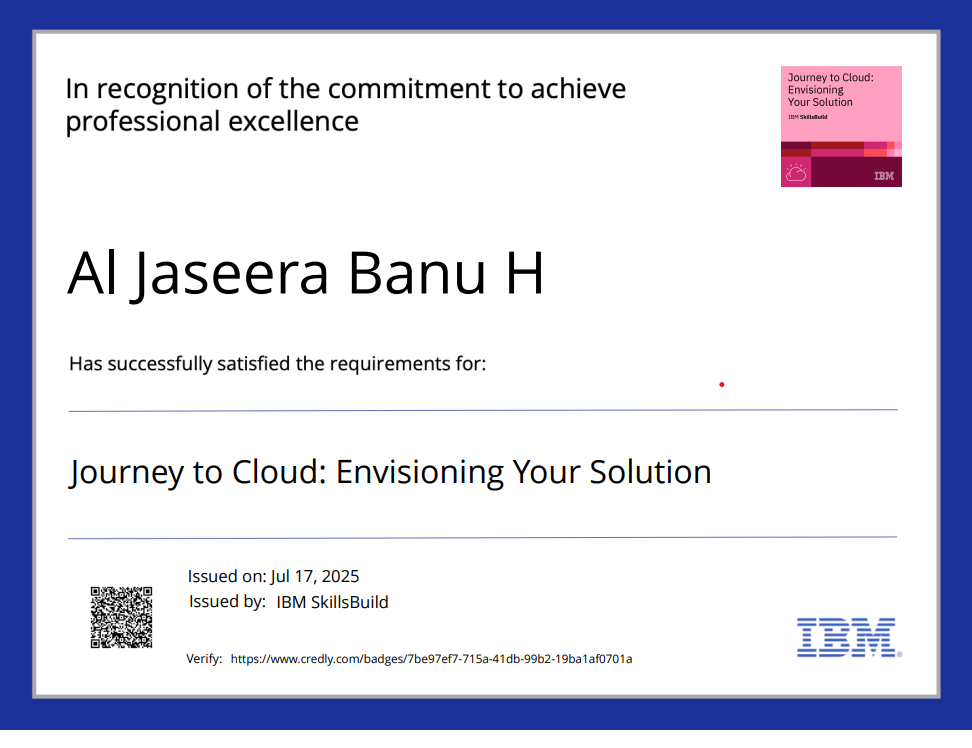 In recognition of the commitment to achieve
professional excellence
Journey to Cloud:
Envisioning
Your Solution
IBM SkillsBuild
IBM
Al Jaseera Banu H
Has successfully satisfied the requirements for:
Journey to Cloud: Envisioning Your Solution
Issued on: Jul 17, 2025
Issued by: IBM SkillsBuild
Verify: https://www.credly.com/badges/7be97ef7-715a-41db-99b2-19ba1af0701a
IBM®